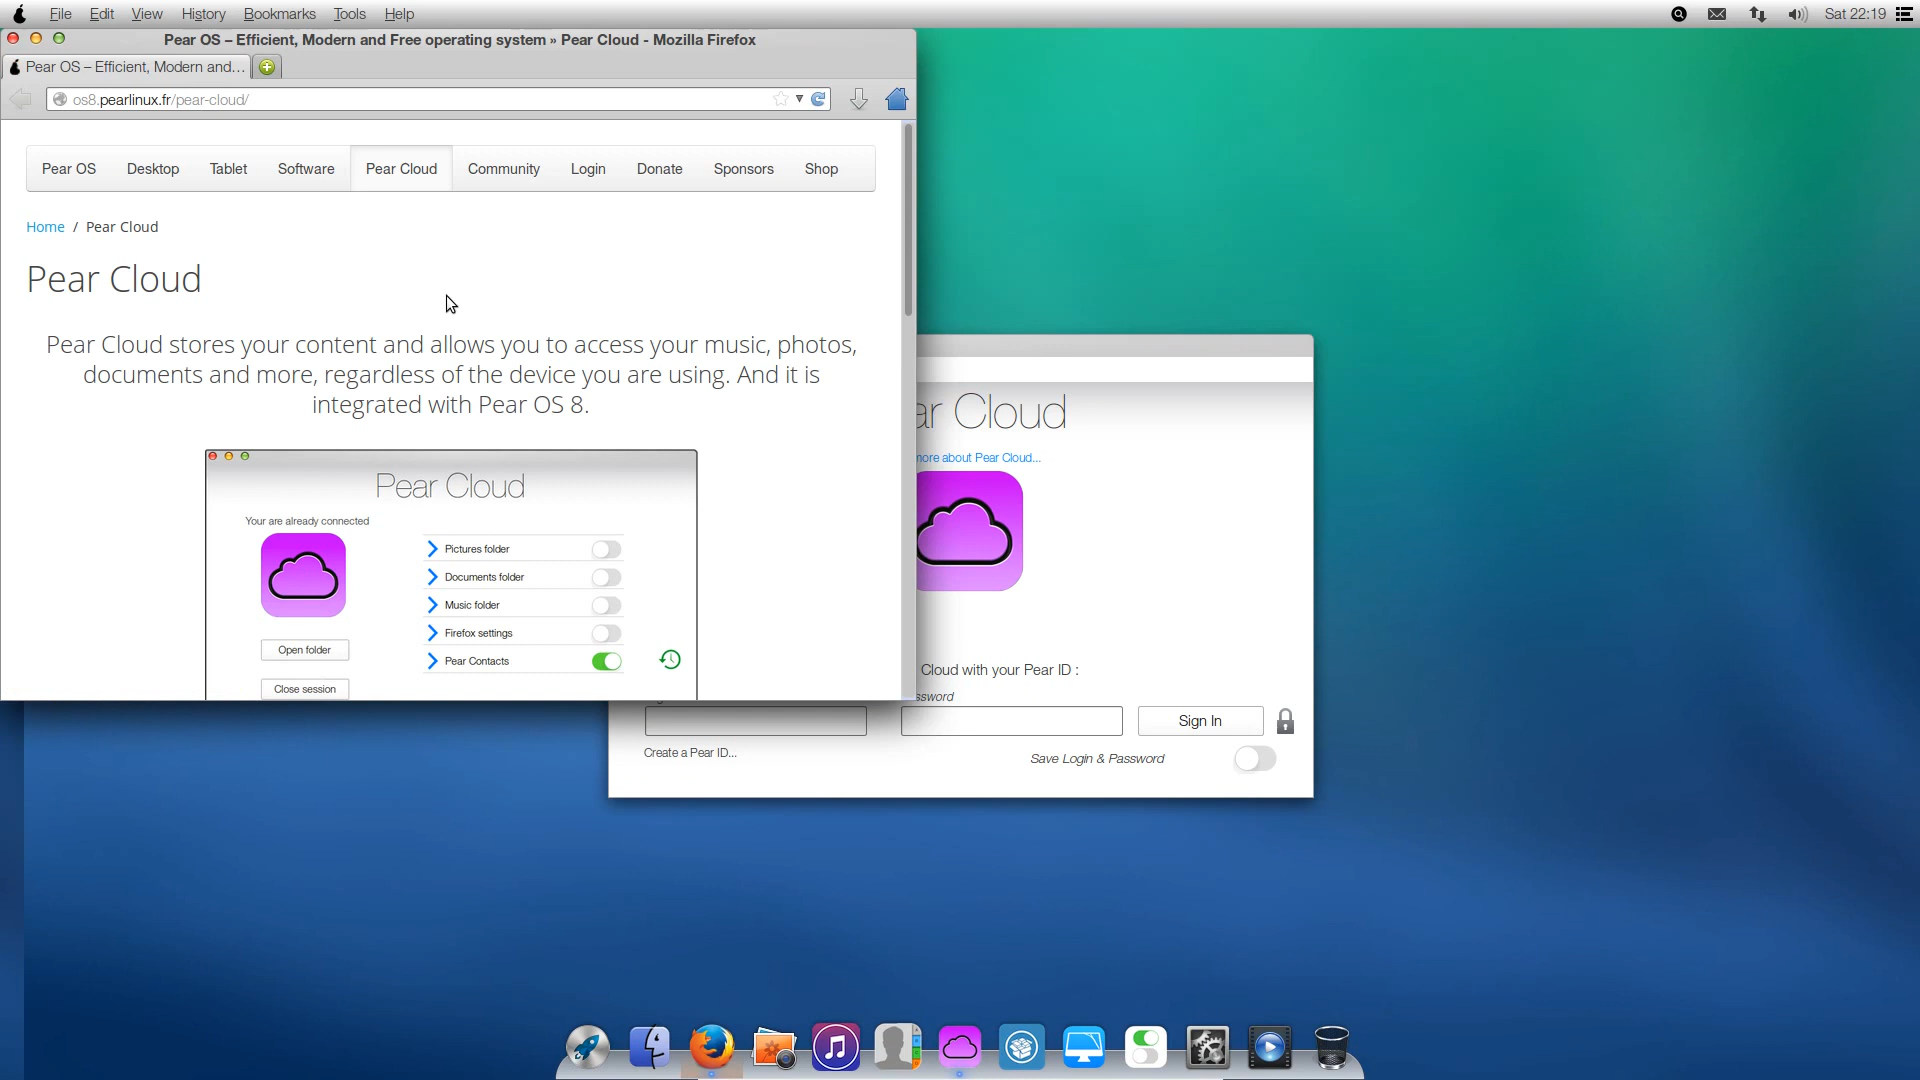 File Edit View History Bookmarks Tools Help
Sat 22:19
Pear OS – Efficient, Modern and Free operating system » Pear Cloud - Mozilla Firefox
Pear OS – Efficient, Modern and...
os8.pearlinux.fr/pear-cloud/
Pear OS Desktop Tablet Software Pear Cloud Community Login Donate Sponsors Shop
Home / Pear Cloud
Pear Cloud
Pear Cloud stores your content and allows you to access your music, photos,
documents and more, regardless of the device you are using. And it is
integrated with Pear OS 8.
Pear Cloud
Your are already connected
Pictures folder
Documents folder
Music folder
Firefox settings
Pear Contacts
Open folder
Close session
ar Cloud
more about Pear Cloud...
Cloud with your Pear ID :
ssword
Sign In
Create a Pear ID...
Save Login & Password